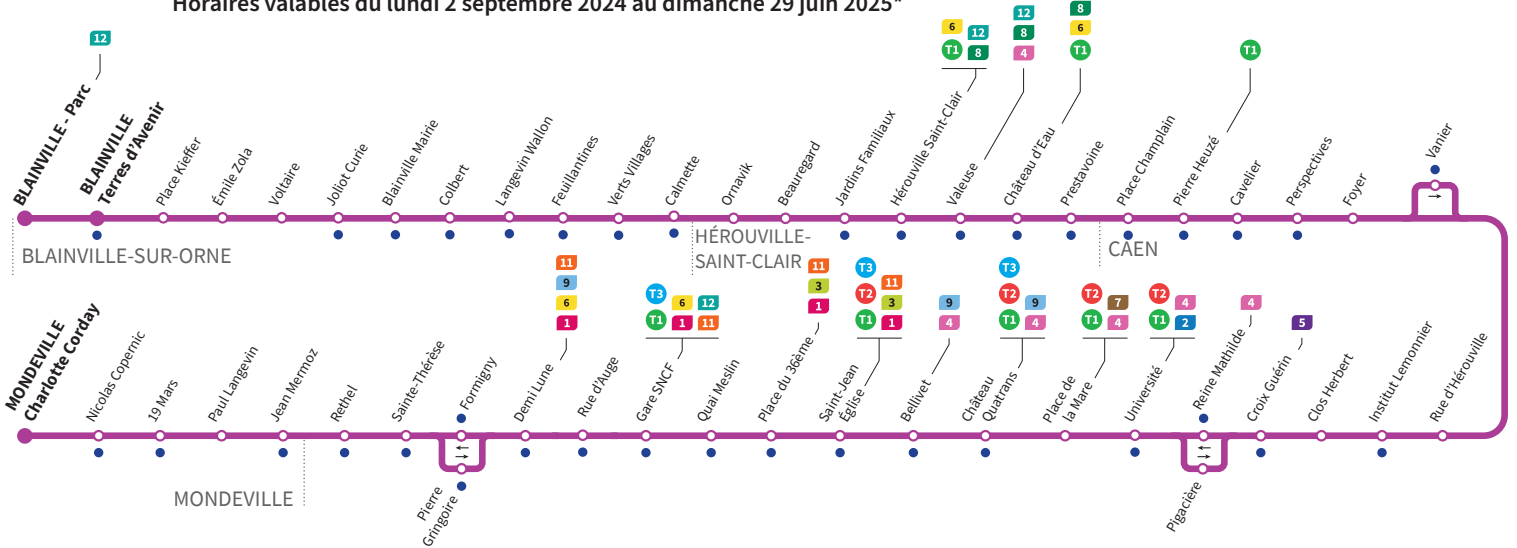 Horaires valables du lundi 2 septembre 2024 au dimanche 29 juin 2025*
12
6
T1
12
8
12
8
4
8
6
T1
T1
BLAINVILLE - Parc
BLAINVILLE
Terres d'Avenir
Place Kieffer
Émile Zola
Voltaire
Joliot Curie
Blainville Mairie
Colbert
Langevin Wallon
Feuillantines
Verts Villages
Calmette
Ornavik
Beauregard
Jardins Familiaux
Hérouville Saint-Clair
Valeuse
Château d'Eau
Prestavoine
Place Champlain
Pierre Heuzé
Cavelier
Perspectives
Foyer
Vanier
→
BLAINVILLE-SUR-ORNE
HÉROUVILLE-
SAINT-CLAIR
CAEN
11
9
6
1
T3
T1
6
1
12
11
11
3
1
T3
T2
T1
11
3
1
9
4
T3
T2
T1
9
4
T2
T1
7
4
T2
T1
4
2
4
5
MONDEVILLE
Charlotte Corday
Nicolas Copernic
19 Mars
Paul Langevin
Jean Mermoz
Rethel
Sainte-Thérèse
Formigny
Demi Lune
Rue d'Auge
Gare SNCF
Quai Meslin
Place du 36ème
Saint-Jean
Église
Bellivet
Château
Quatrans
Place de
la Mare
Université
Reine Mathilde
Croix Guérin
Clos Herbert
Institut Lemonnier
Rue d'Hérouville
←
→
←
→
Pierre
Gringoire
Pigacière
MONDEVILLE